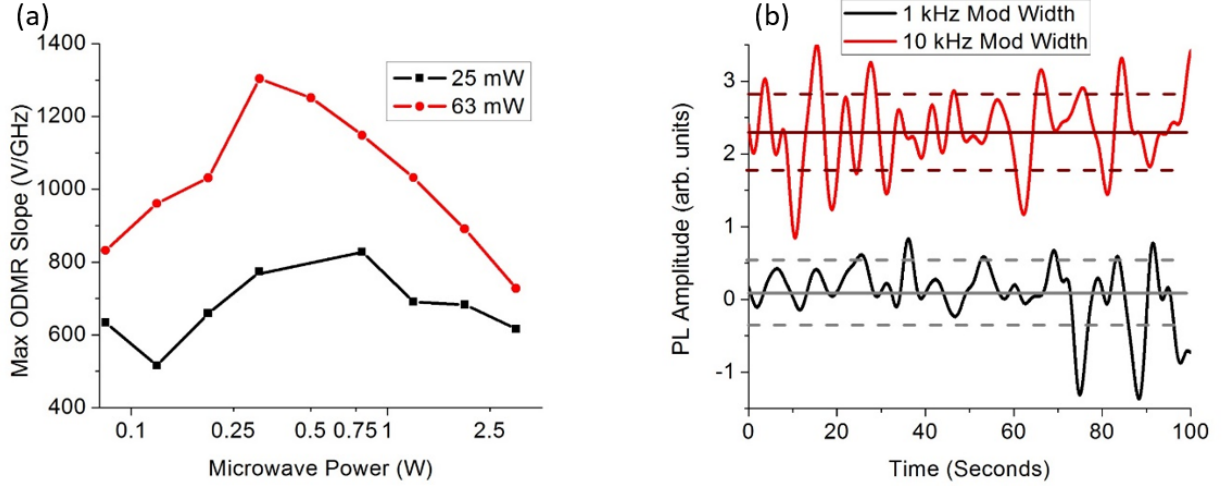 (a)
Max ODMR Slope (V/GHz)
1400
1200
1000
800
600
400
25 mW
63 mW
0.1 0.25 0.5 0.75 1 2.5
Microwave Power (W)
(b)
1 kHz Mod Width
10 kHz Mod Width
PL Amplitude (arb. units)
3
2
1
0
-1
0 20 40 60 80 100
Time (Seconds)